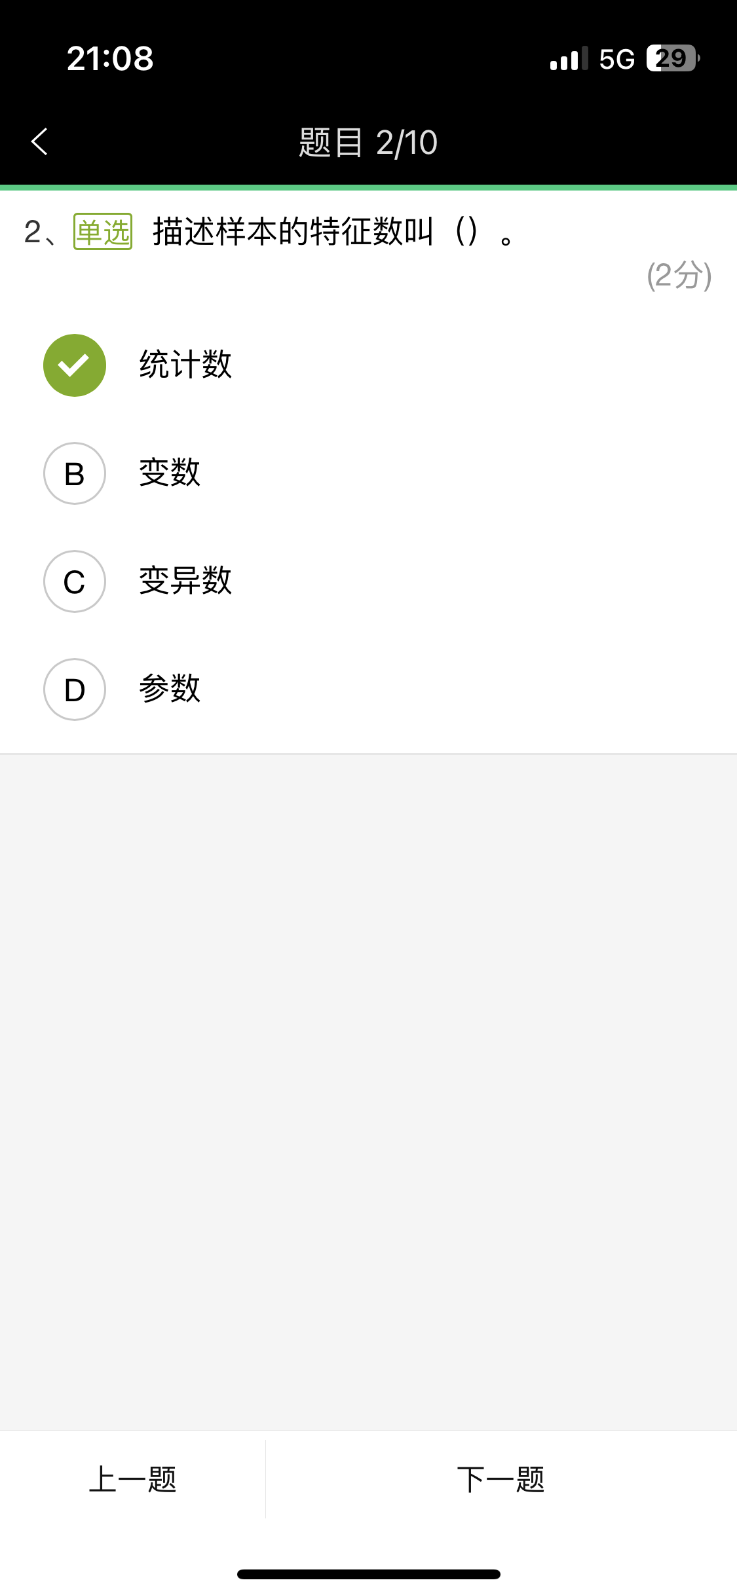 21:08 5G 29
题目 2/10
2、单选 描述样本的特征数叫（）。
(2分)
统计数
B 变数
C 变异数
D 参数
上一题 下一题